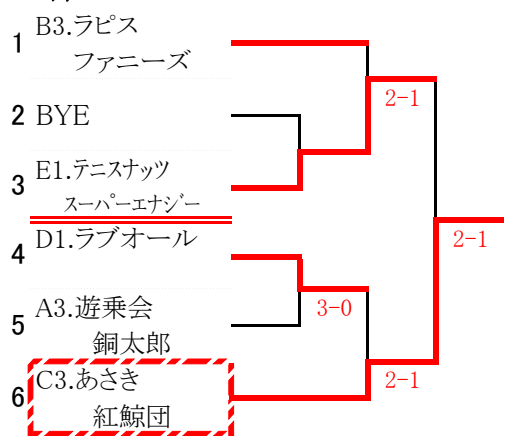 1 B3.ラピス
ファニーズ
2 BYE
3 E1.テニスナッツ
スーパーエナジー
4 D1.ラブオール
5 A3.遊乗会
銅太郎
6 C3.あさき
紅鯨団
2-1
2-1
3-0
2-1